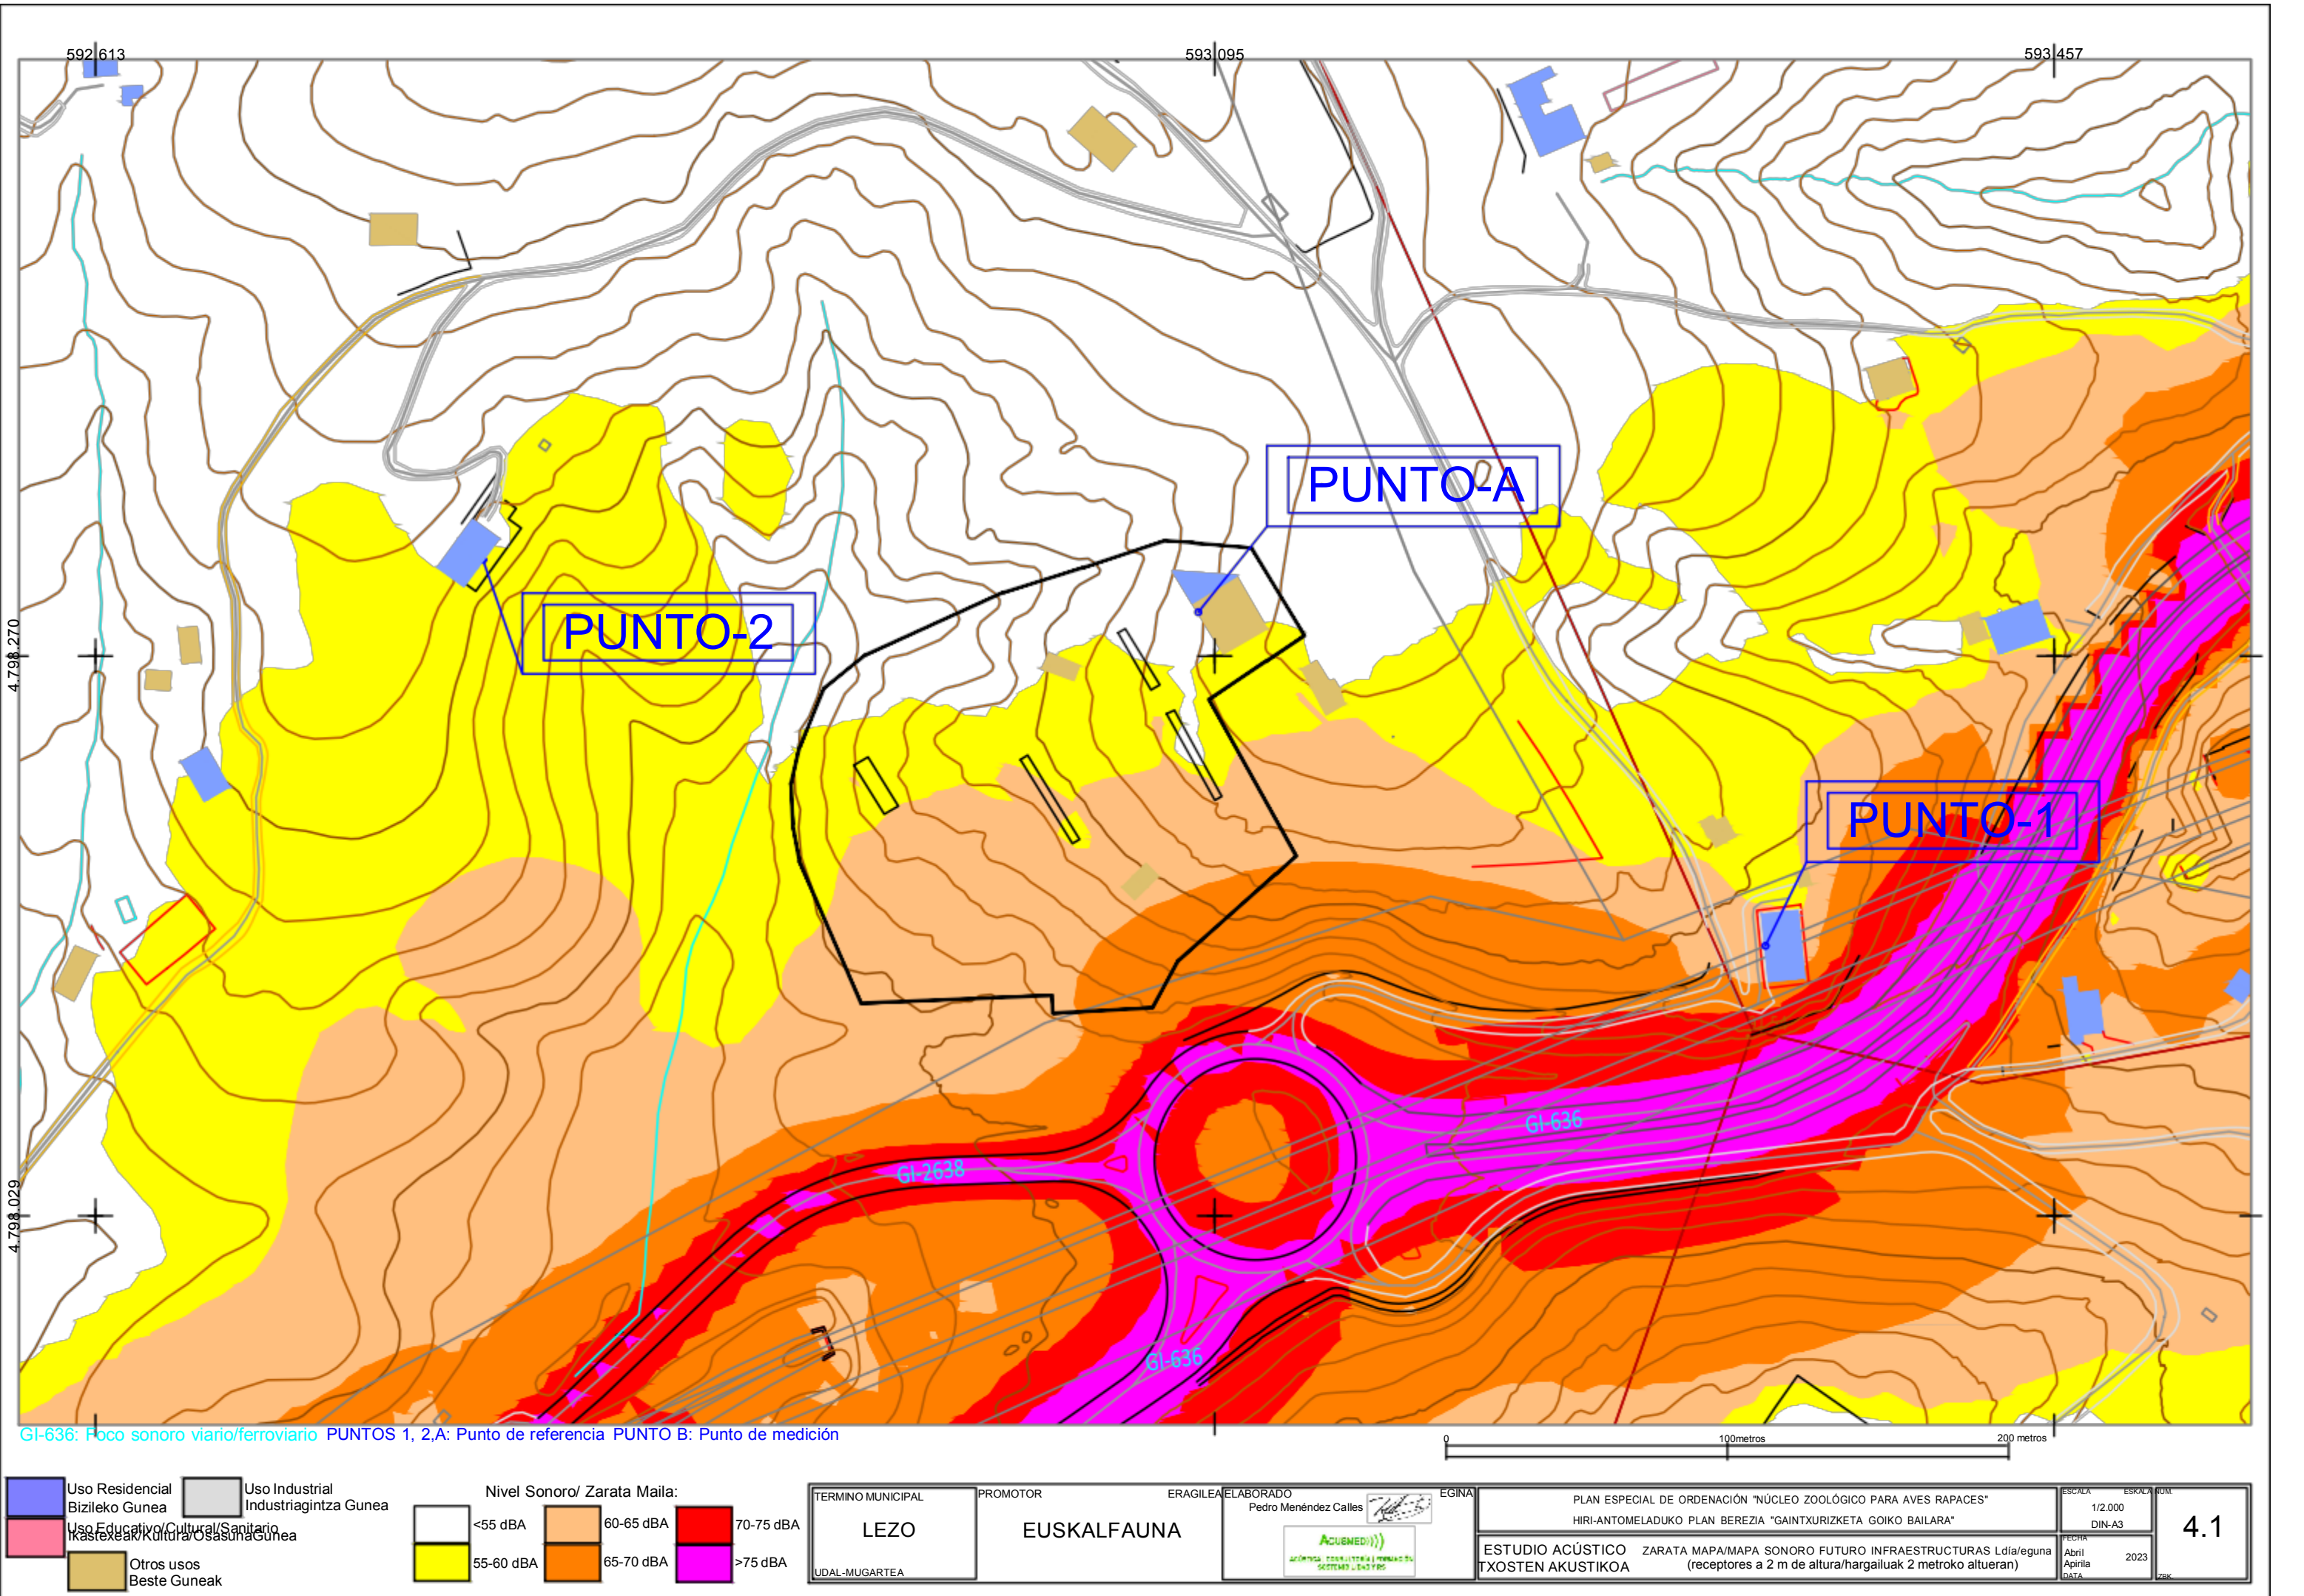 592.613
593.095
593.457
PUNTO-A
PUNTO-2
4.798.270
PUNTO-1
GI-636
GI-2638
4.798.029
GI-636
GI-636: Foco sonoro viario/ferroviario PUNTOS 1, 2,A: Punto de referencia PUNTO B: Punto de medición
0 100metros 200 metros
Uso Residencial
Bizileko Gunea
Uso Industrial
Industriagintza Gunea
Uso Educativo/Cultural/Sanitario
Ikastexeak/Kultura/OsasunaGunea
Otros usos
Beste Guneak
Nivel Sonoro/ Zarata Maila:
<55 dBA
60-65 dBA
70-75 dBA
55-60 dBA
65-70 dBA
>75 dBA
TERMINO MUNICIPAL
LEZO
UDAL-MUGARTEA
PROMOTOR ERAGILEA
EUSKALFAUNA
ELABORADO EGINA
Pedro Menéndez Calles
PLAN ESPECIAL DE ORDENACIÓN "NÚCLEO ZOOLÓGICO PARA AVES RAPACES"
HIRI-ANTOMELADUKO PLAN BEREZIA "GAINTXURIZKETA GOIKO BAILARA"
ESTUDIO ACÚSTICO
TXOSTEN AKUSTIKOA
ZARATA MAPA/MAPA SONORO FUTURO INFRAESTRUCTURAS Ldía/eguna
(receptores a 2 m de altura/hargailuak 2 metroko altueran)
ESCALA ESKALA
1/2.000
DIN-A3
FECHA
Abril
Apirila
2023
DATA
NUM.
4.1
ZBK.